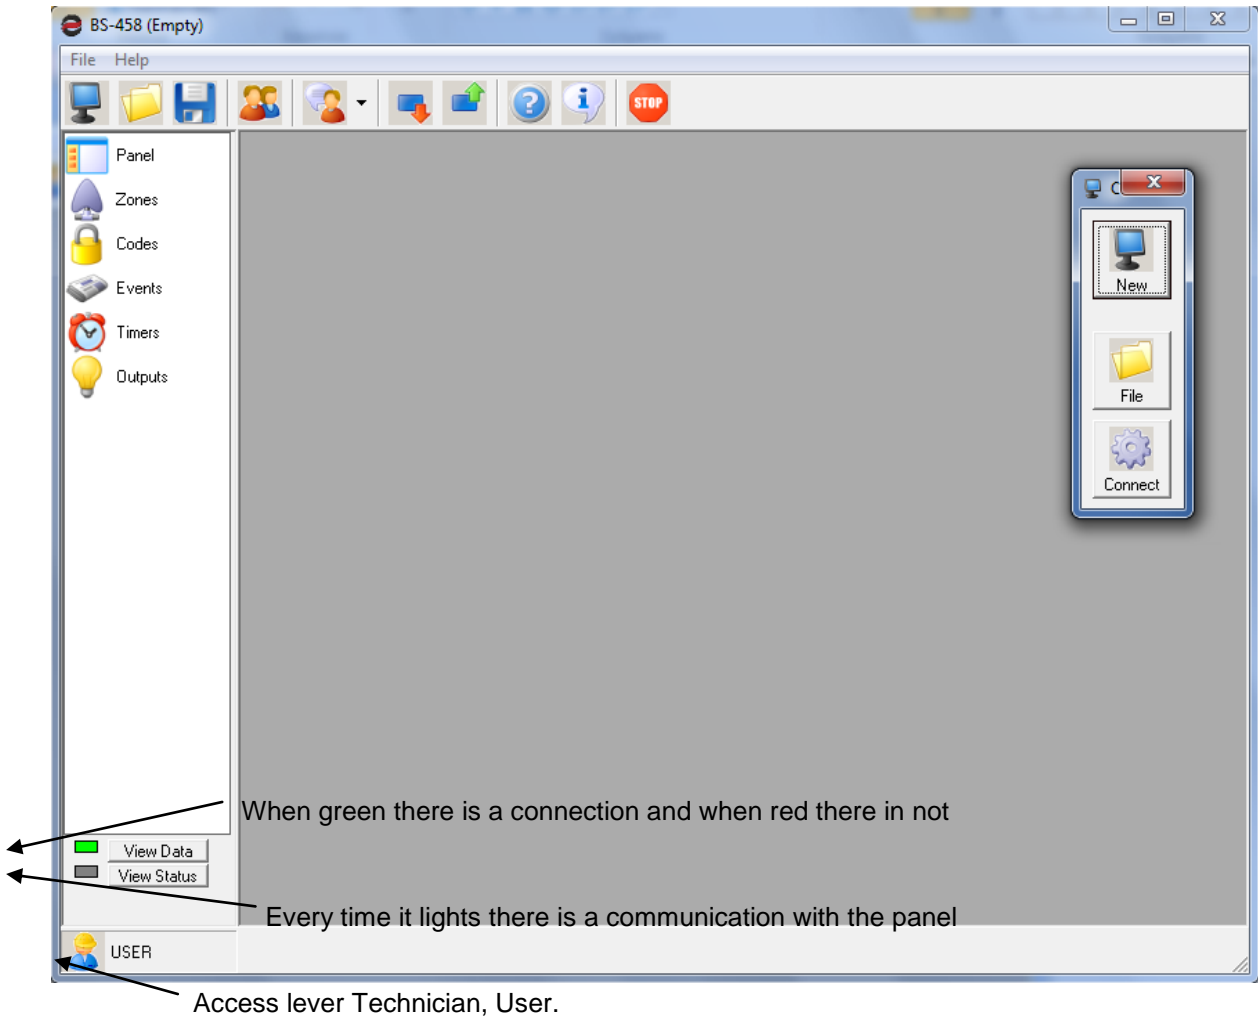 BS-458 (Empty)
File Help
STOP
Panel
Zones
Codes
Events
Timers
Outputs
New
File
Connect
When green there is a connection and when red there in not
View Data
View Status
Every time it lights there is a communication with the panel
USER
Access lever Technician, User.